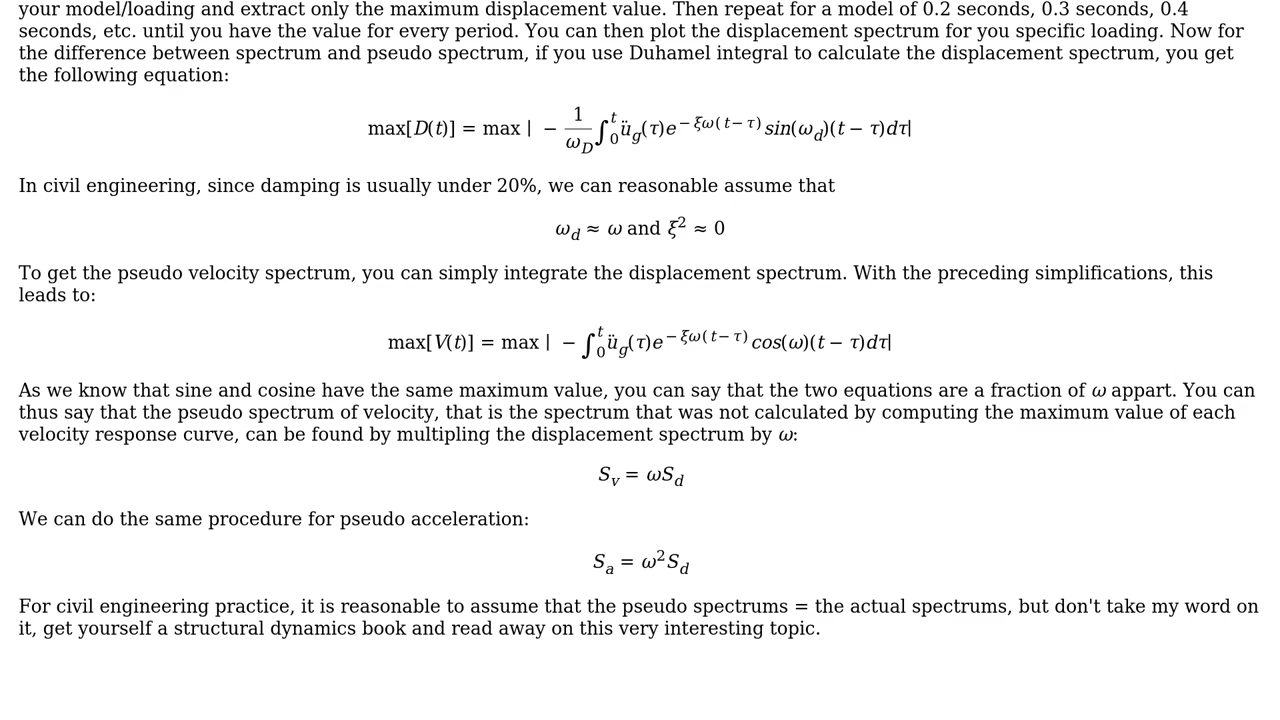 your model/loading and extract only the maximum displacement value. Then repeat for a model of 0.2 seconds, 0.3 seconds, 0.4
seconds, etc. until you have the value for every period. You can then plot the displacement spectrum for you specific loading. Now for
the difference between spectrum and pseudo spectrum, if you use Duhamel integral to calculate the displacement spectrum, you get
the following equation:
max[D(t)] = max | − 1/ω_D ∫_0^t ü_g(τ)e^{−ξω(t−τ)} sin(ω_d)(t − τ)dτ|
In civil engineering, since damping is usually under 20%, we can reasonable assume that
ω_d ≈ ω and ξ² ≈ 0
To get the pseudo velocity spectrum, you can simply integrate the displacement spectrum. With the preceding simplifications, this
leads to:
max[V(t)] = max | − ∫_0^t ü_g(τ)e^{−ξω(t−τ)} cos(ω)(t − τ)dτ|
As we know that sine and cosine have the same maximum value, you can say that the two equations are a fraction of ω appart. You can
thus say that the pseudo spectrum of velocity, that is the spectrum that was not calculated by computing the maximum value of each
velocity response curve, can be found by multipling the displacement spectrum by ω:
S_v = ωS_d
We can do the same procedure for pseudo acceleration:
S_a = ω²S_d
For civil engineering practice, it is reasonable to assume that the pseudo spectrums = the actual spectrums, but don't take my word on
it, get yourself a structural dynamics book and read away on this very interesting topic.